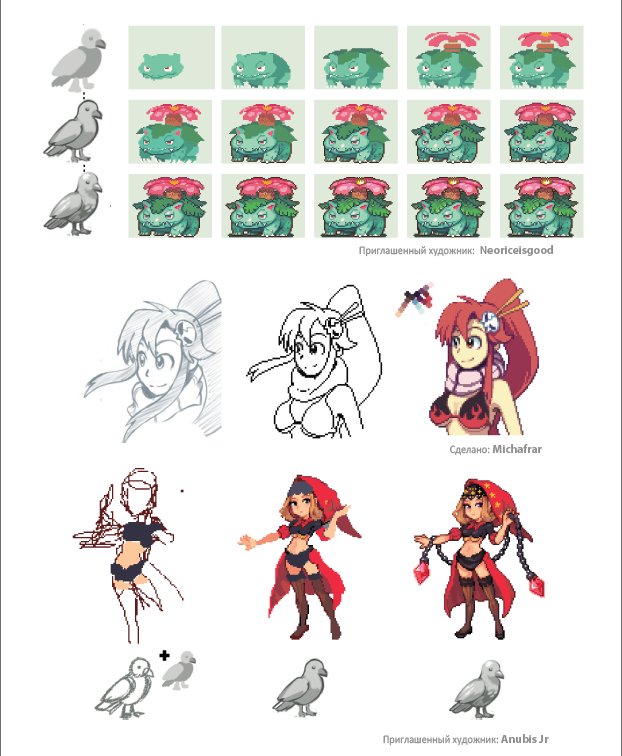 Приглашенный художник: Neoriceisgood
Сделано: Michafrar
Приглашенный художник: Anubis Jr